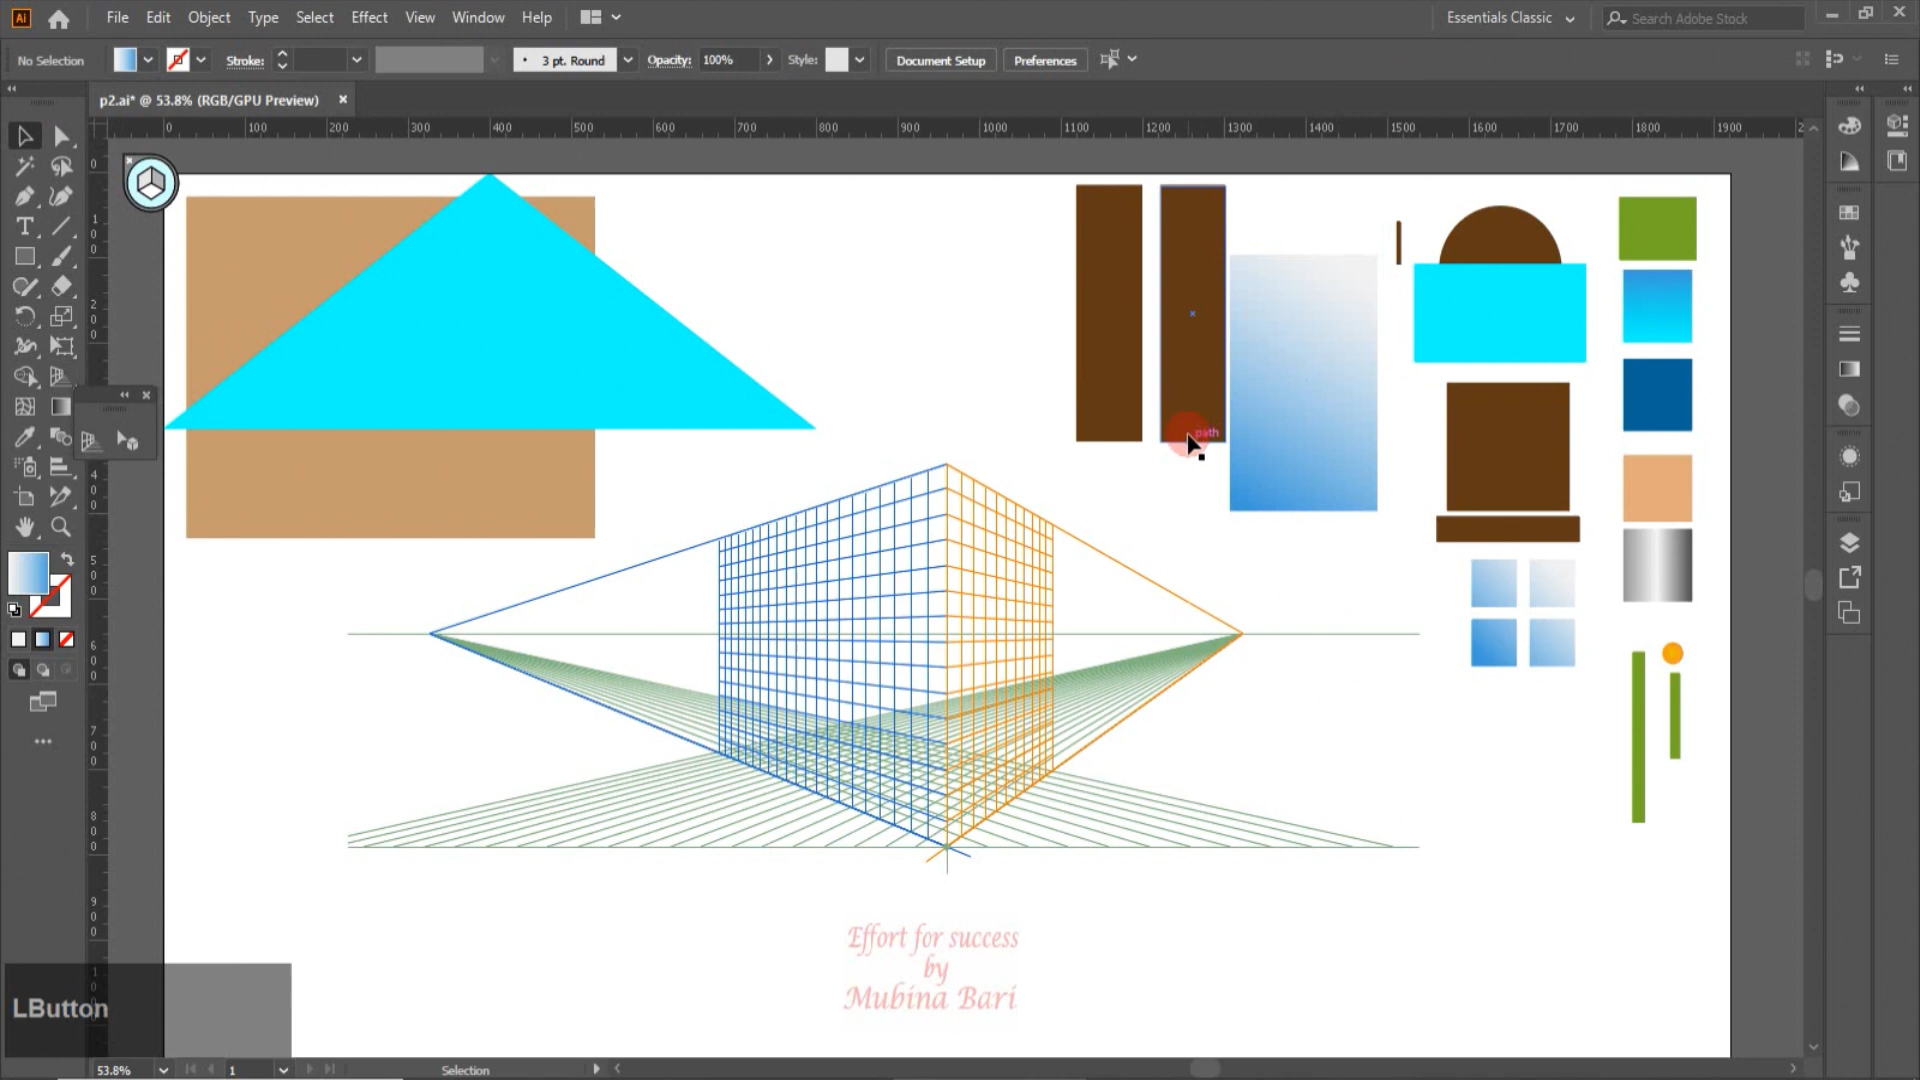 File Edit Object Type Select Effect View Window Help
Essentials Classic
Search Adobe Stock
No Selection
Stroke:
3 pt. Round
Opacity: 100%
Style:
Document Setup
Preferences
p2.ai* @ 53.8% (RGB/GPU Preview)
0 100 200 300 400 500 600 700 800 900 1000 1100 1200 1300 1400 1500 1600 1700 1800 1900
path
Effort for success
by
Mubina Bari
LButton
53.8%
1
Selection